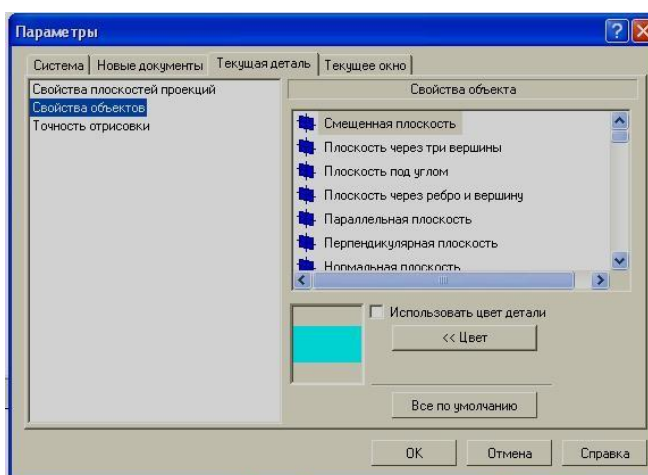 Параметры
Система Новые документы Текущая деталь Текущее окно
Свойства плоскостей проекций
Свойства объектов
Точность отрисовки
Свойства объекта
Смещенная плоскость
Плоскость через три вершины
Плоскость под углом
Плоскость через ребро и вершину
Параллельная плоскость
Перпендикулярная плоскость
Нормальная плоскость
Использовать цвет детали
<< Цвет
Все по умолчанию
OK Отмена Справка